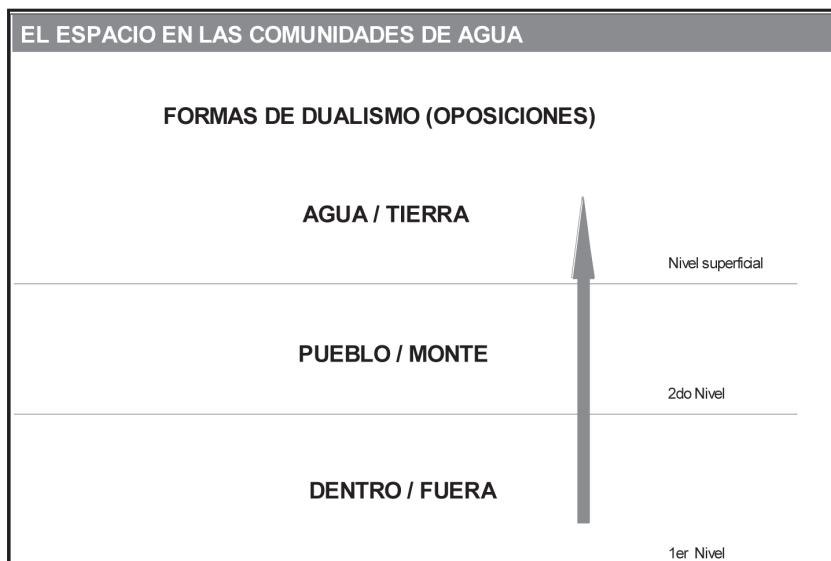 EL ESPACIO EN LAS COMUNIDADES DE AGUA
FORMAS DE DUALISMO (OPOSICIONES)
AGUA / TIERRA
Nivel superficial
PUEBLO / MONTE
2do Nivel
DENTRO / FUERA
1er Nivel